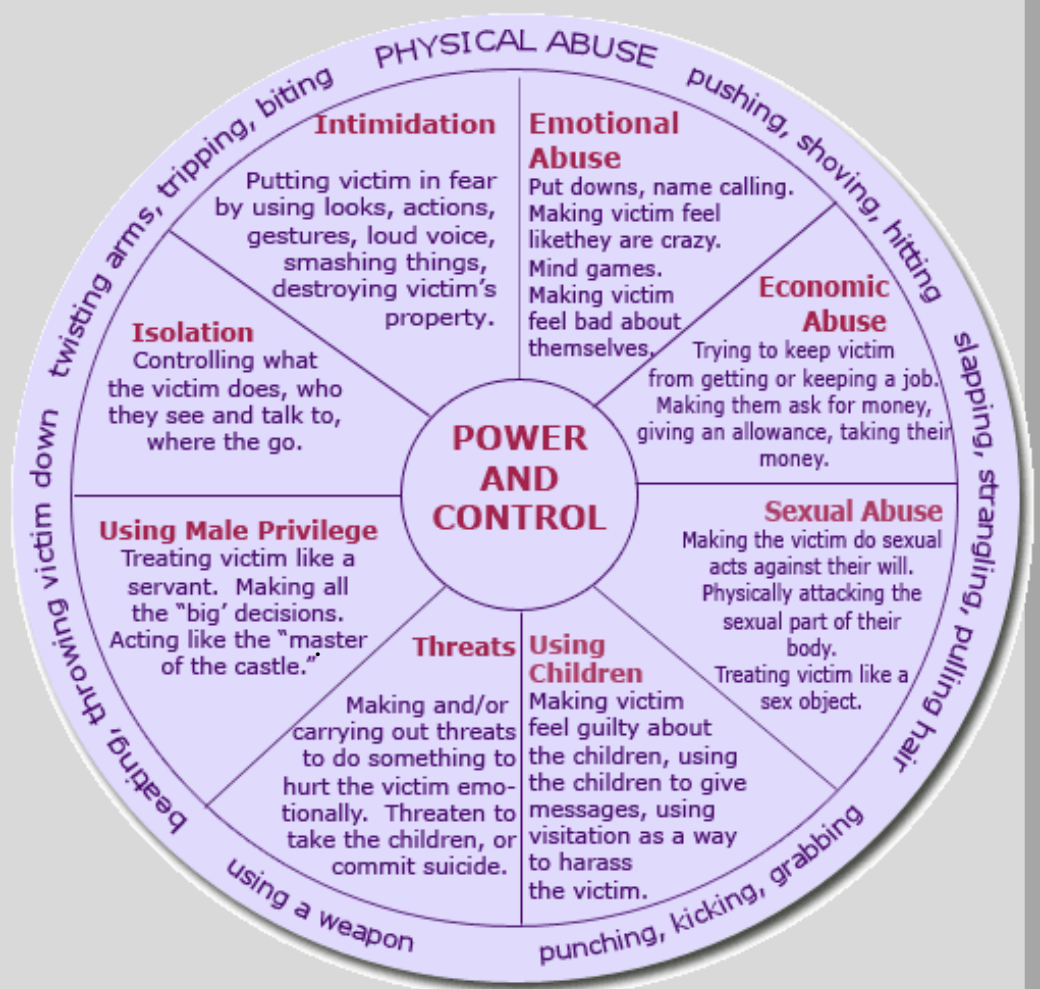 PHYSICAL ABUSE
pushing, shoving, hitting
slapping, strangling, pulling hair
punching, kicking, grabbing
using a weapon
beating, throwing victim down
twisting arms, tripping, biting
Intimidation
Putting victim in fear
by using looks, actions,
gestures, loud voice,
smashing things,
destroying victim's
property.
Emotional
Abuse
Put downs, name calling.
Making victim feel
likethey are crazy.
Mind games.
Making victim
feel bad about
themselves.
Economic
Abuse
Trying to keep victim
from getting or keeping a job.
Making them ask for money,
giving an allowance, taking their
money.
Sexual Abuse
Making the victim do sexual
acts against their will.
Physically attacking the
sexual part of their
body.
Treating victim like a
sex object.
Using
Children
Making victim
feel guilty about
the children, using
the children to give
messages, using
visitation as a way
to harass
the victim.
Threats
Making and/or
carrying out threats
to do something to
hurt the victim emo-
tionally.  Threaten to
take the children, or
commit suicide.
Using Male Privilege
Treating victim like a
servant.  Making all
the “big’ decisions.
Acting like the “master
of the castle.”
Isolation
Controlling what
the victim does, who
they see and talk to,
where the go.
POWER
AND
CONTROL